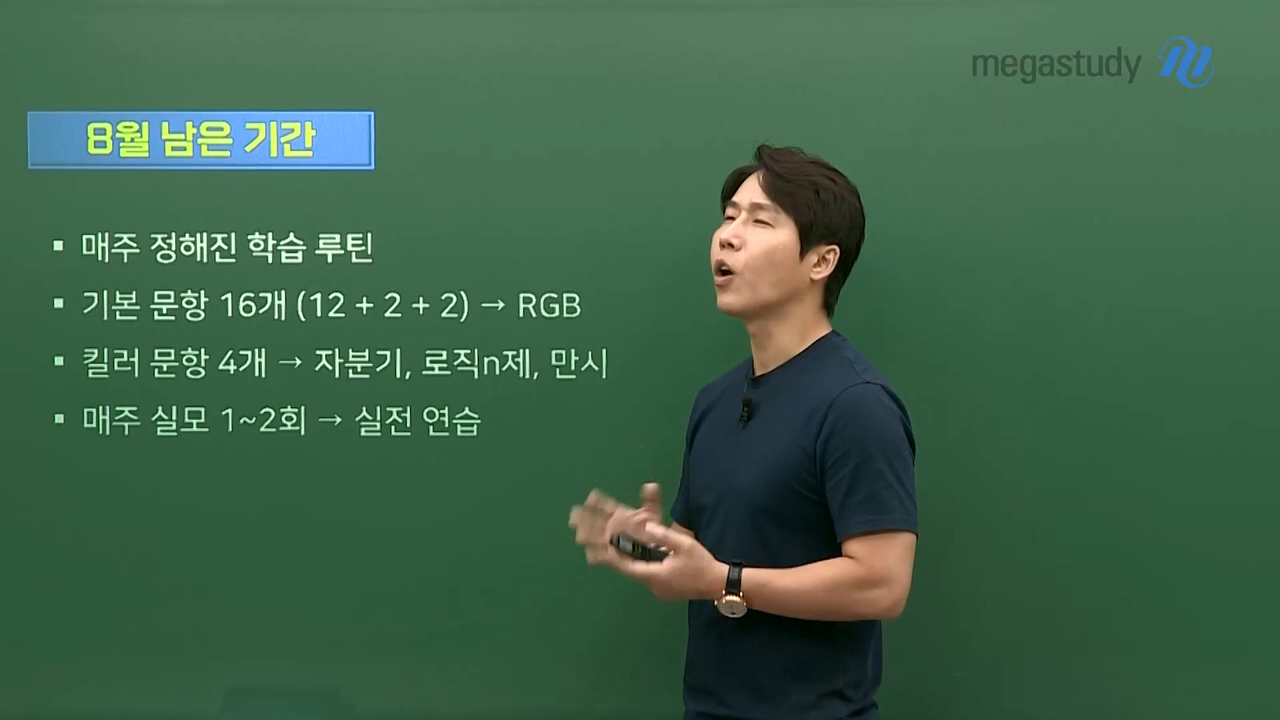 megastudy
8월 남은 기간
▪ 매주 정해진 학습 루틴
▪ 기본 문항 16개 (12 + 2 + 2) → RGB
▪ 킬러 문항 4개 → 자분기, 로직n제, 만시
▪ 매주 실모 1~2회 → 실전 연습